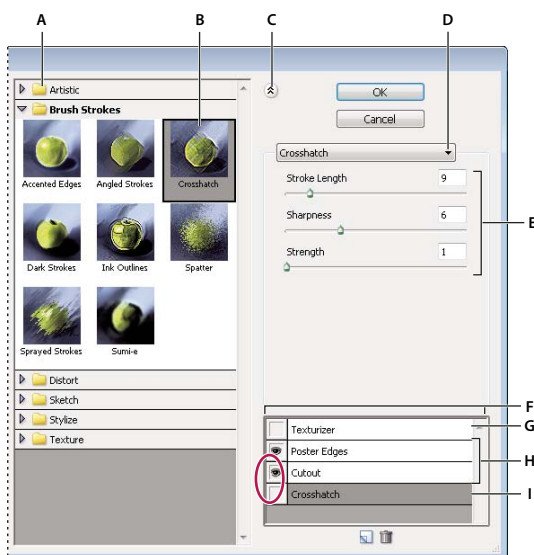 A B C D
Artistic
Brush Strokes
OK
Cancel
Accented Edges Angled Strokes Crosshatch
Crosshatch
Stroke Length 9
Sharpness 6
Strength 1
E
Dark Strokes Ink Outlines Spatter
Sprayed Strokes Sumi-e
Distort
Sketch
Stylize
Texture
F
Texturizer G
Poster Edges
H
Cutout
Crosshatch I